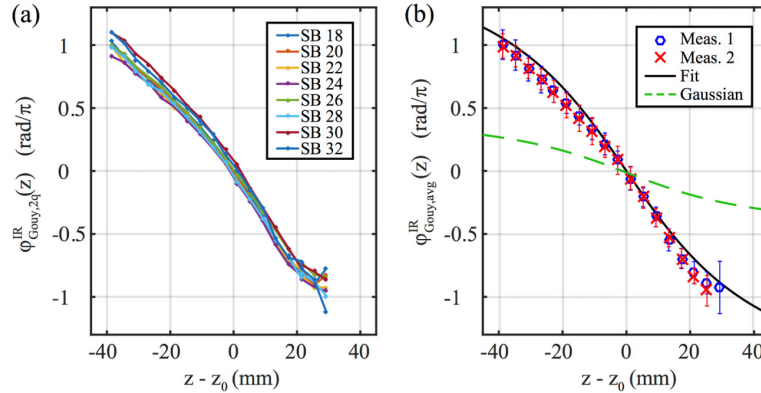 (a)
φ^IR_Gouy,2q(z) (rad/π)
1
0.5
0
-0.5
-1
-40 -20 0 20 40
z - z₀ (mm)
SB 18
SB 20
SB 22
SB 24
SB 26
SB 28
SB 30
SB 32
(b)
φ^IR_Gouy,avg(z) (rad/π)
1
0.5
0
-0.5
-1
-40 -20 0 20 40
z - z₀ (mm)
Meas. 1
Meas. 2
Fit
Gaussian